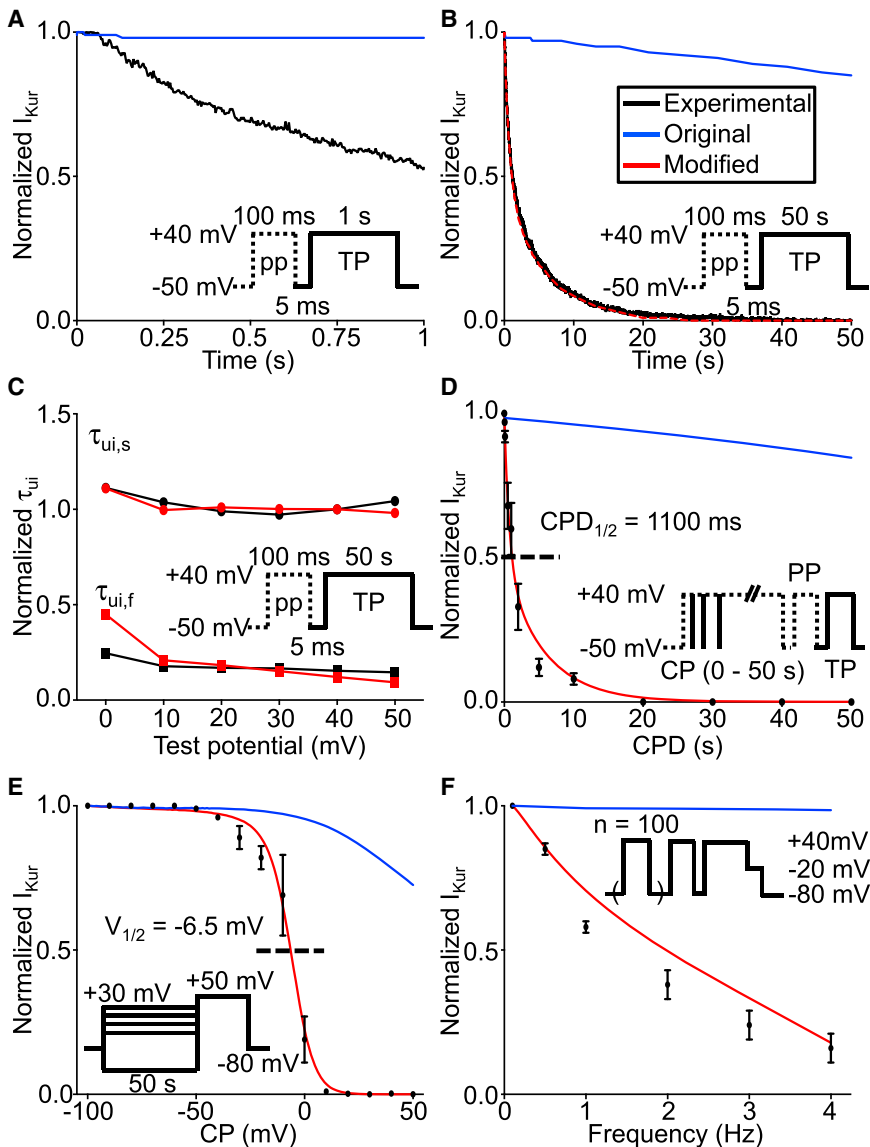 A
Normalized I_Kur
1.0
0.5
0.0
100 ms
1 s
+40 mV
pp
TP
-50 mV
5 ms
0
0.25
0.5
0.75
1
Time (s)
B
Normalized I_Kur
1.0
0.5
0.0
Experimental
Original
Modified
100 ms
50 s
+40 mV
pp
TP
-50 mV
5 ms
0
10
20
30
40
50
Time (s)
C
Normalized τ_ui
1.5
1.0
0.5
0.0
τ_ui,s
100 ms
50 s
+40 mV
pp
TP
-50 mV
τ_ui,f
5 ms
0
10
20
30
40
50
Test potential (mV)
D
Normalized I_Kur
1.0
0.5
0.0
CPD_1/2 = 1100 ms
PP
+40 mV
-50 mV
CP (0 - 50 s)
TP
0
10
20
30
40
50
CPD (s)
E
Normalized I_Kur
1.0
0.5
0.0
V_1/2 = -6.5 mV
+50 mV
+30 mV
-80 mV
50 s
-100
-50
0
50
CP (mV)
F
Normalized I_Kur
1.0
0.5
0.0
n = 100
+40mV
-20 mV
-80 mV
( )
0
1
2
3
4
Frequency (Hz)